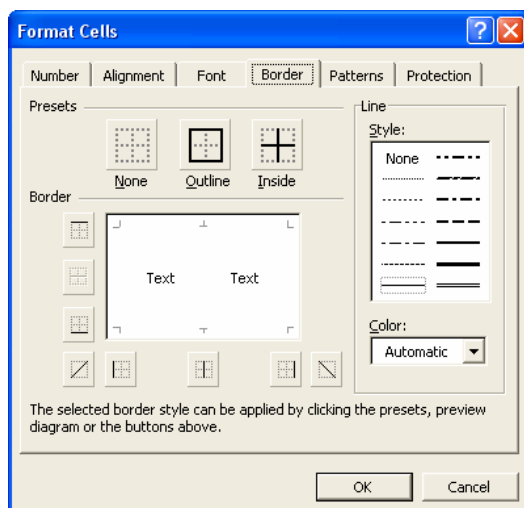 Format Cells
Number Alignment Font Border Patterns Protection
Presets
None Outline Inside
Border
Text Text
Line
Style:
None
Color:
Automatic
The selected border style can be applied by clicking the presets, preview
diagram or the buttons above.
OK Cancel